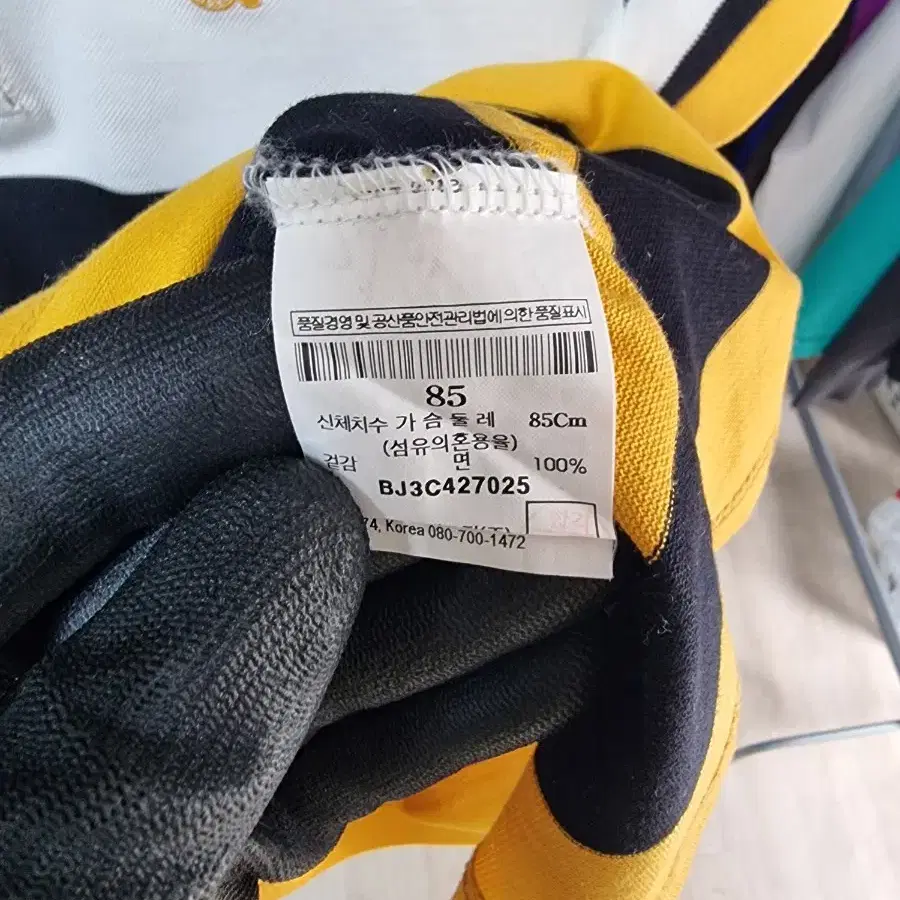 품질경영 및 공산품안전관리법에 의한 품질표시
85
신체치수 가슴둘레 85Cm
(섬유의혼용율)
겉감 면 100%
BJ3C427025
74, Korea 080-700-1472